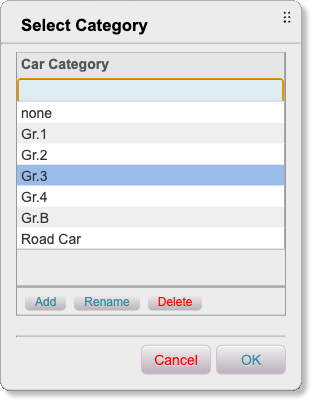 Select Category
Car Category
none
Gr.1
Gr.2
Gr.3
Gr.4
Gr.B
Road Car
Add Rename Delete
Cancel OK